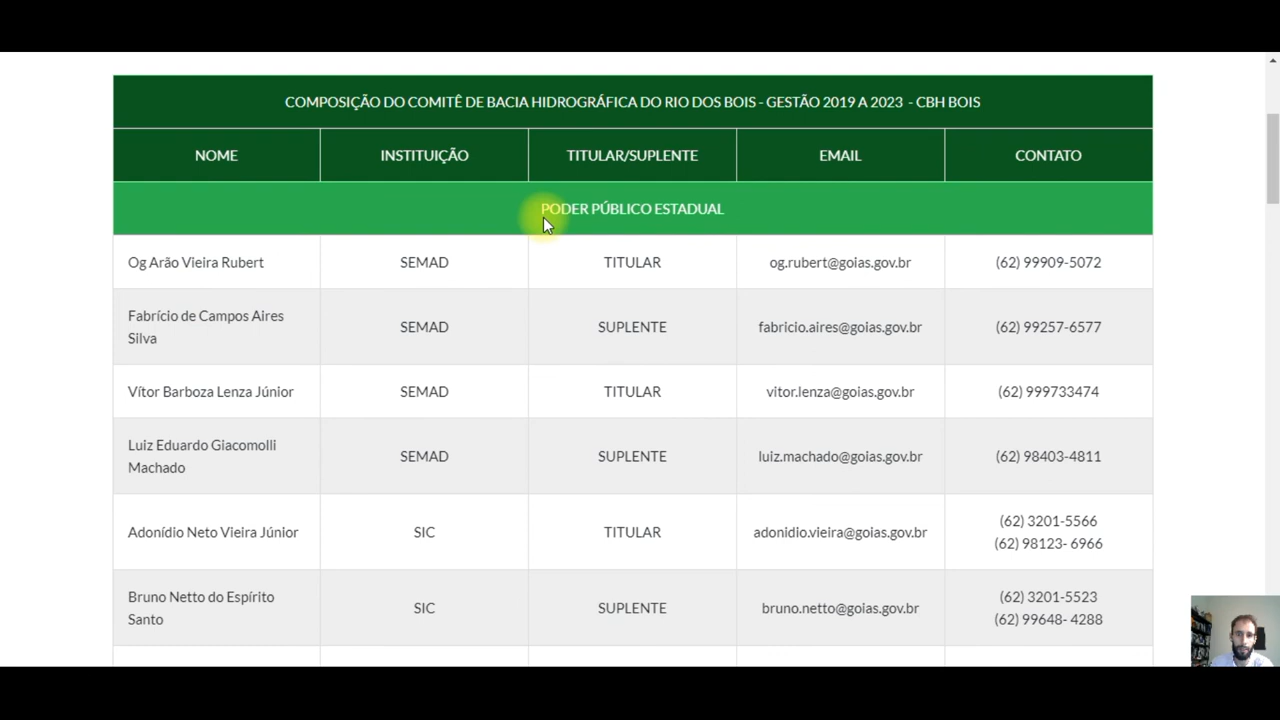 COMPOSIÇÃO DO COMITÊ DE BACIA HIDROGRÁFICA DO RIO DOS BOIS - GESTÃO 2019 A 2023 - CBH BOIS
NOME INSTITUIÇÃO TITULAR/SUPLENTE EMAIL CONTATO
PODER PÚBLICO ESTADUAL
Og Arão Vieira Rubert SEMAD TITULAR og.rubert@goias.gov.br (62) 99909-5072
Fabrício de Campos Aires
Silva SEMAD SUPLENTE fabricio.aires@goias.gov.br (62) 99257-6577
Vítor Barboza Lenza Júnior SEMAD TITULAR vitor.lenza@goias.gov.br (62) 999733474
Luiz Eduardo Giacomolli
Machado SEMAD SUPLENTE luiz.machado@goias.gov.br (62) 98403-4811
Adonídio Neto Vieira Júnior SIC TITULAR adonidio.vieira@goias.gov.br (62) 3201-5566
(62) 98123- 6966
Bruno Netto do Espírito
Santo SIC SUPLENTE bruno.netto@goias.gov.br (62) 3201-5523
(62) 99648- 4288